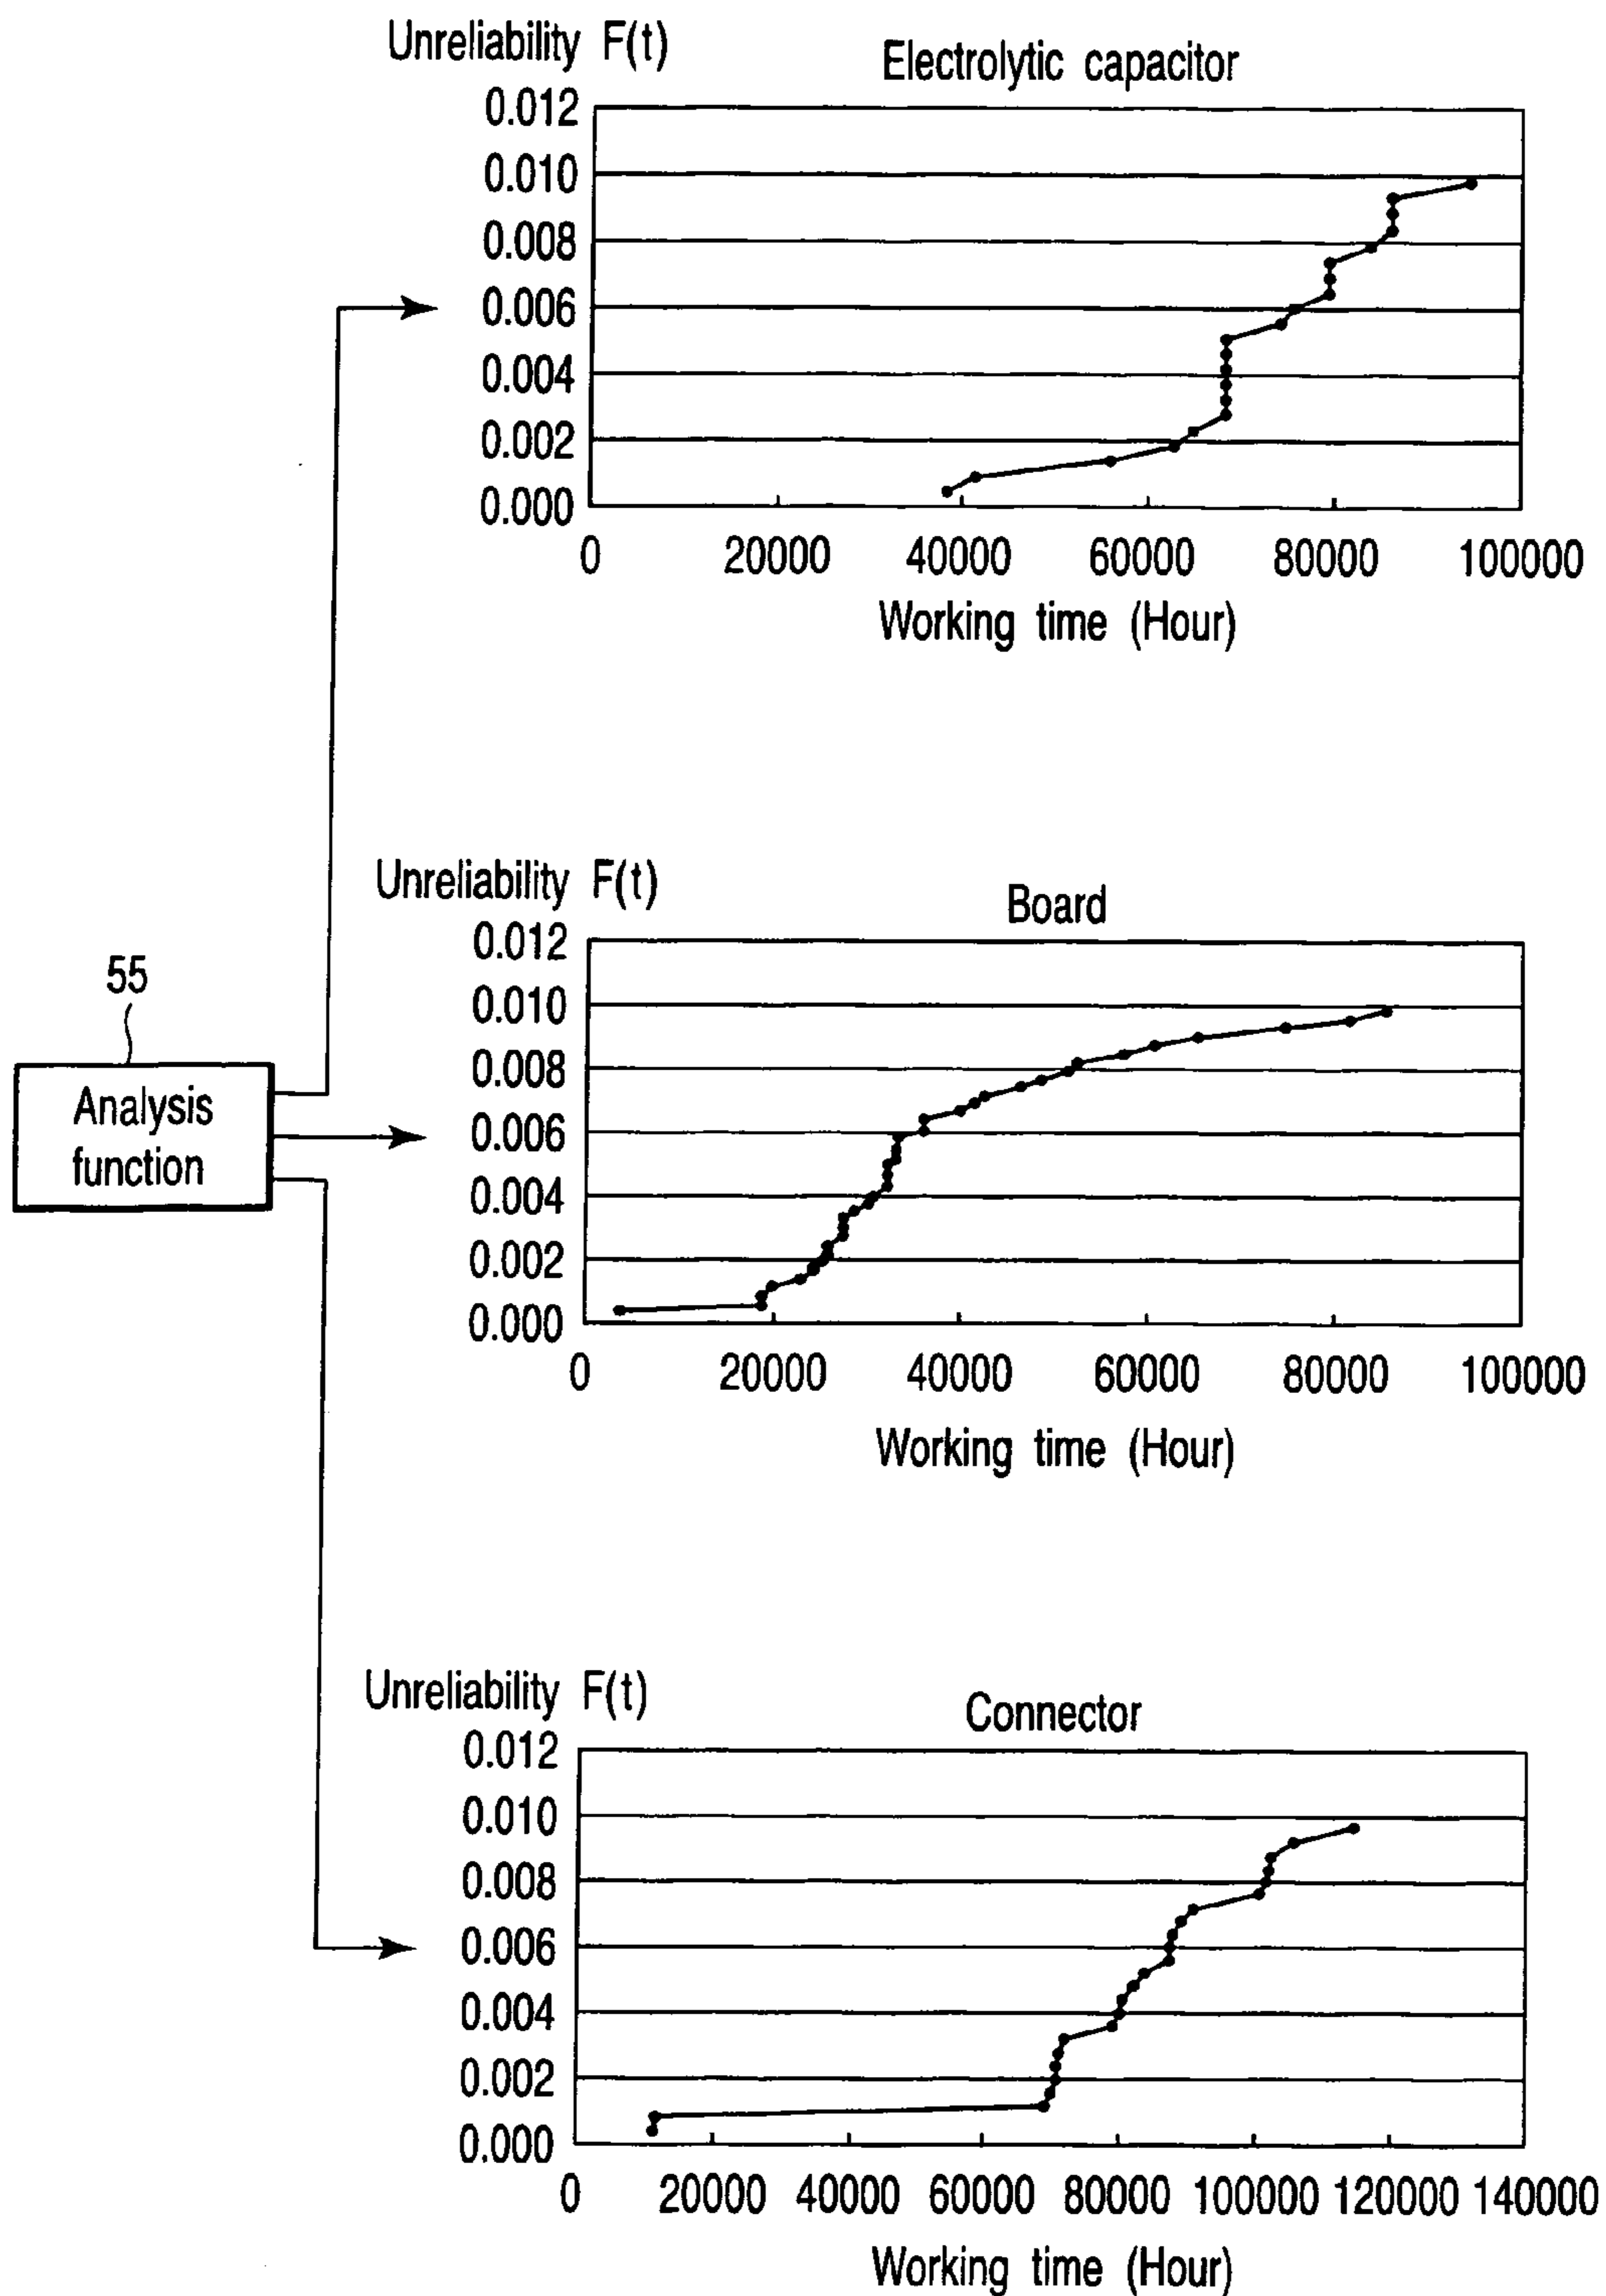 Unreliability F(t)
Electrolytic capacitor
0.012
0.010
0.008
0.006
0.004
0.002
0.000
0 20000 40000 60000 80000 100000
Working time (Hour)
Unreliability F(t)
Board
0.012
0.010
0.008
0.006
0.004
0.002
0.000
0 20000 40000 60000 80000 100000
Working time (Hour)
55
Analysis
function
Unreliability F(t)
Connector
0.012
0.010
0.008
0.006
0.004
0.002
0.000
0 20000 40000 60000 80000 100000 120000 140000
Working time (Hour)